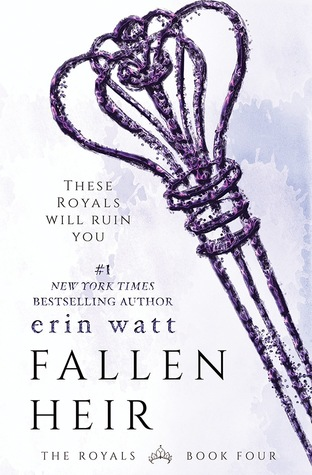 THESE
ROYALS
WILL RUIN
YOU
#1
NEW YORK TIMES
BESTSELLING AUTHOR
erin watt
FALLEN
HEIR
THE ROYALS BOOK FOUR